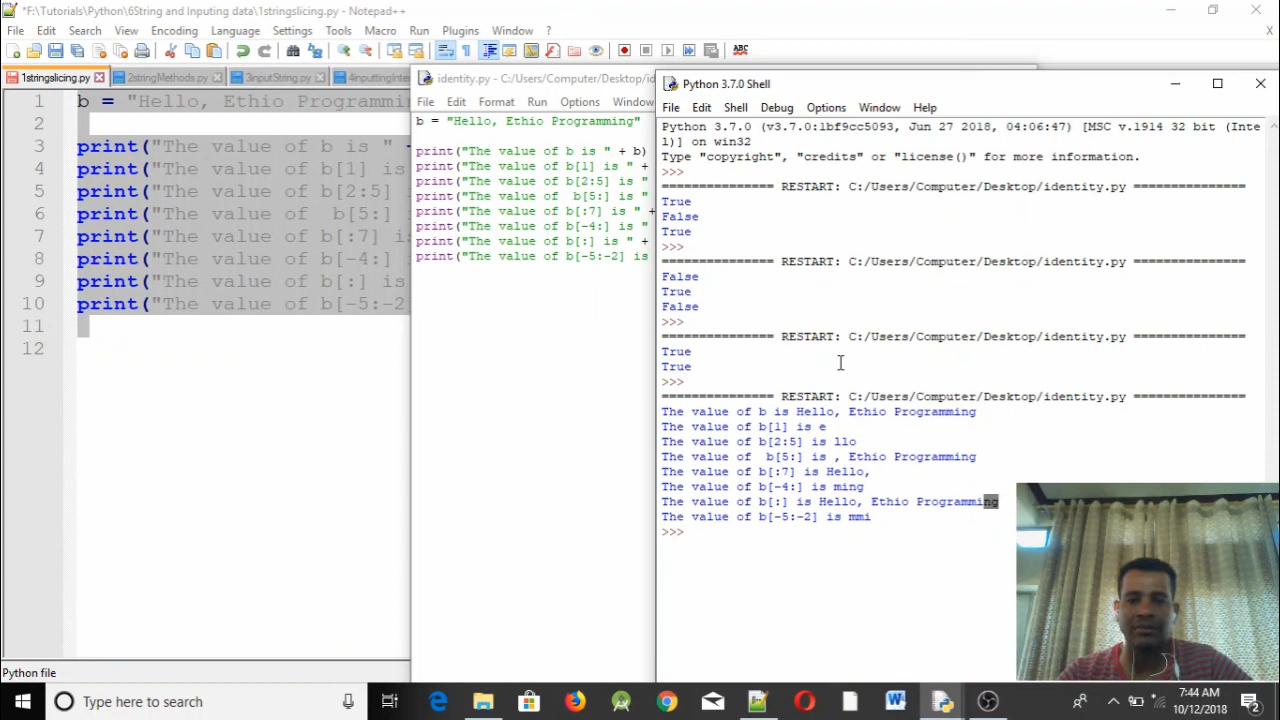 *F:\Tutorials\Python\6String and Inputing data\1stringslicing.py - Notepad++
File Edit Search View Encoding Language Settings Tools Macro Run Plugins Window ?
ABC
1stringslicing.py 2stringMethods.py 3inputString.py 4inputtingInte
1 b = "Hello, Ethio Programmin
2
3 print("The value of b is "
4 print("The value of b[1] is
5 print("The value of b[2:5]
6 print("The value of  b[5:]
7 print("The value of b[:7] is
8 print("The value of b[-4:]
9 print("The value of b[:] is
10 print("The value of b[-5:-2
11
12
Python file
identity.py - C:/Users/Computer/Desktop/id
File Edit Format Run Options Window
b = "Hello, Ethio Programming"
print("The value of b is " + b)
print("The value of b[1] is " +
print("The value of b[2:5] is "
print("The value of  b[5:] is "
print("The value of b[:7] is " +
print("The value of b[-4:] is "
print("The value of b[:] is " +
print("The value of b[-5:-2] is
Python 3.7.0 Shell
File Edit Shell Debug Options Window Help
Python 3.7.0 (v3.7.0:1bf9cc5093, Jun 27 2018, 04:06:47) [MSC v.1914 32 bit (Inte
l)] on win32
Type "copyright", "credits" or "license()" for more information.
>>>
=============== RESTART: C:/Users/Computer/Desktop/identity.py ===============
True
False
True
>>>
=============== RESTART: C:/Users/Computer/Desktop/identity.py ===============
False
True
False
>>>
=============== RESTART: C:/Users/Computer/Desktop/identity.py ===============
True
True
>>>
=============== RESTART: C:/Users/Computer/Desktop/identity.py ===============
The value of b is Hello, Ethio Programming
The value of b[1] is e
The value of b[2:5] is llo
The value of  b[5:] is , Ethio Programming
The value of b[:7] is Hello,
The value of b[-4:] is ming
The value of b[:] is Hello, Ethio Programming
The value of b[-5:-2] is mmi
>>>
Type here to search
7:44 AM
10/12/2018
2